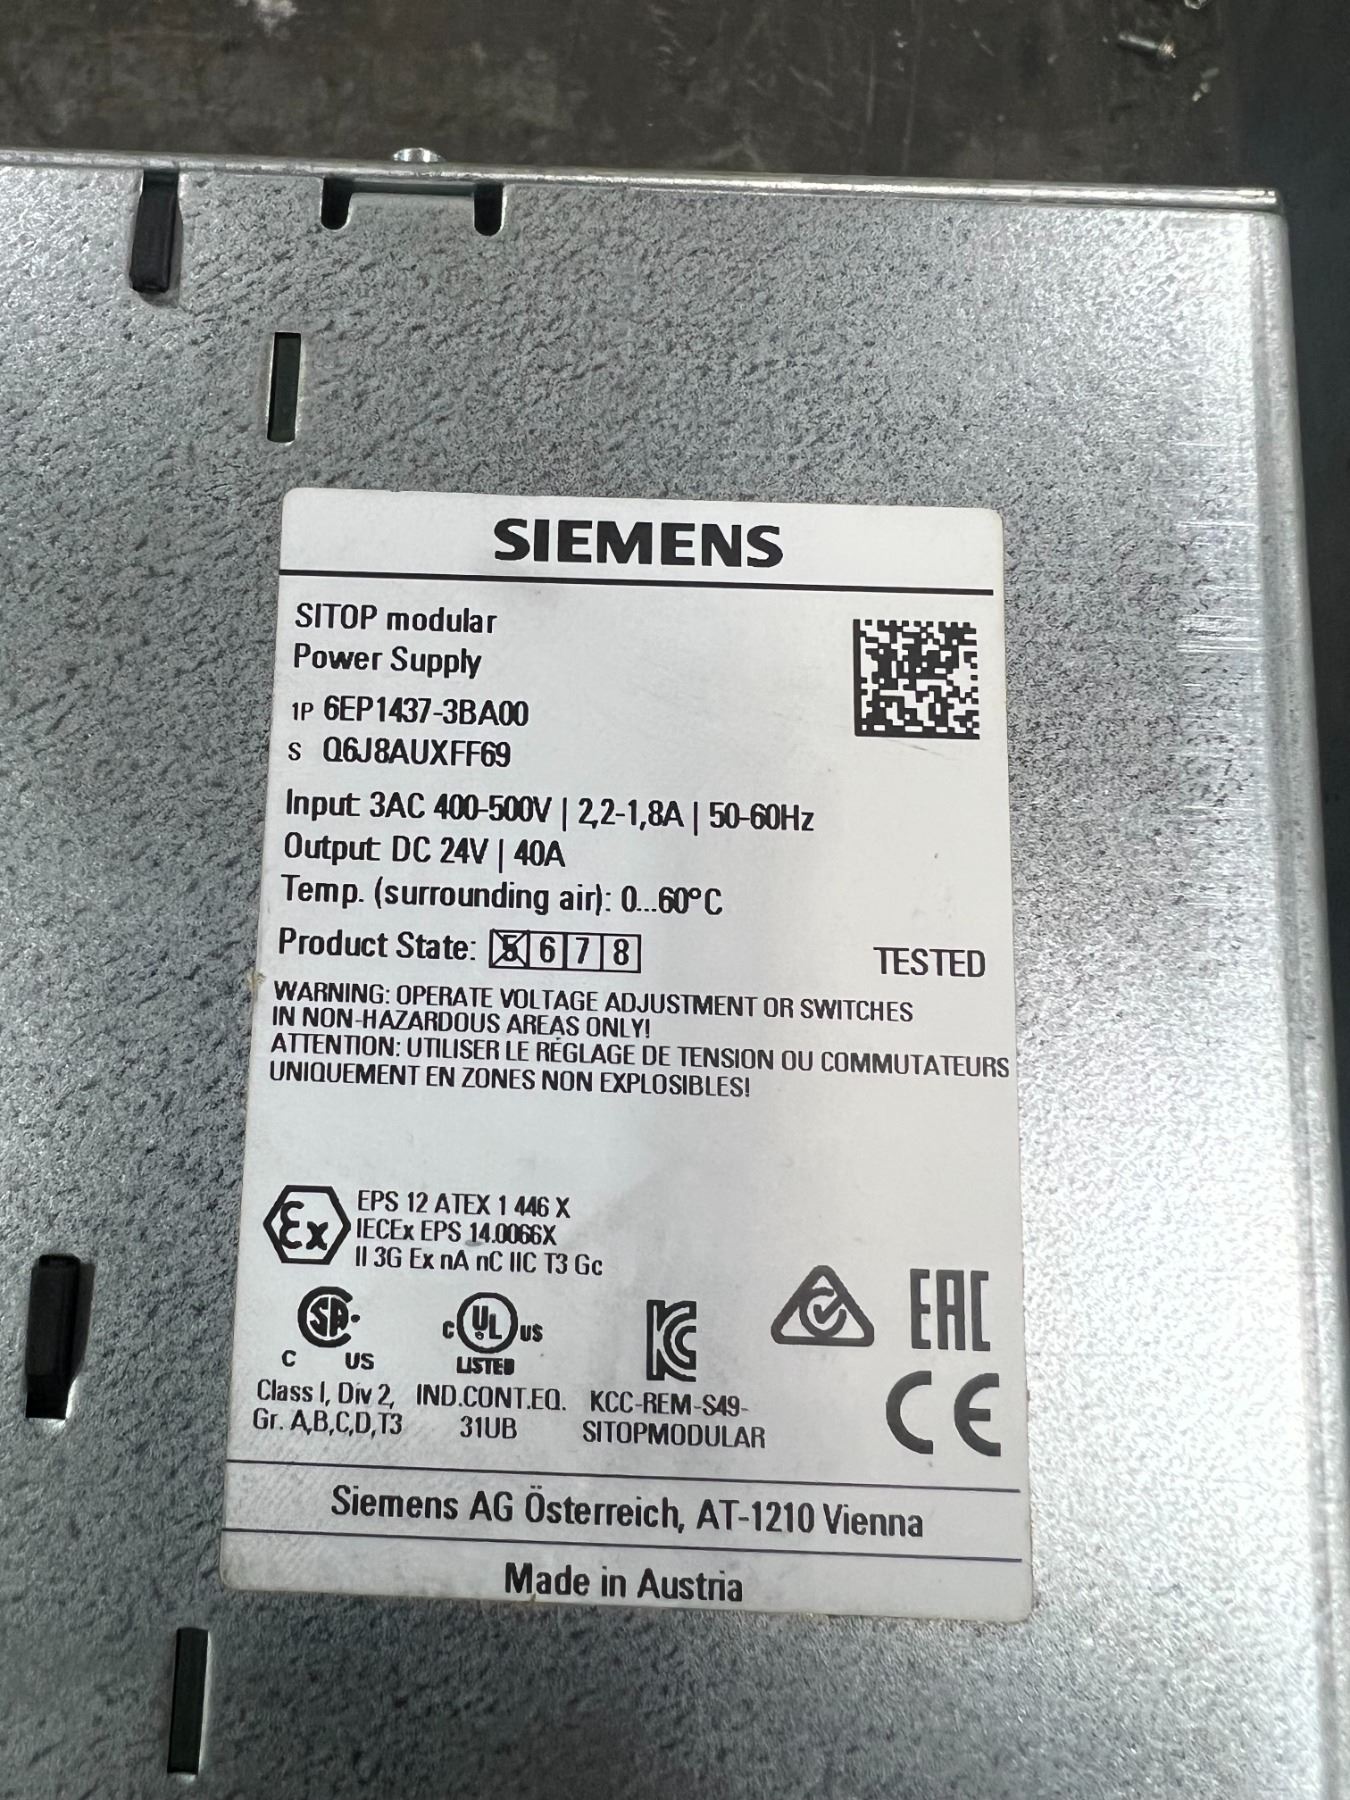 SIEMENS
SITOP modular
Power Supply
1P 6EP1437-3BA00
S Q6J8AUXFF69
Input: 3AC 400-500V | 2,2-1,8A | 50-60Hz
Output: DC 24V | 40A
Temp. (surrounding air): 0...60°C
Product State: 5 6 7 8
TESTED
WARNING: OPERATE VOLTAGE ADJUSTMENT OR SWITCHES
IN NON-HAZARDOUS AREAS ONLY!
ATTENTION: UTILISER LE RÉGLAGE DE TENSION OU COMMUTATEURS
UNIQUEMENT EN ZONES NON EXPLOSIBLES!
Ex
EPS 12 ATEX 1 446 X
IECEx EPS 14.0066X
II 3G Ex nA nC IIC T3 Gc
SA
C US
Class I, Div 2,
Gr. A,B,C,D,T3
C UL US
LISTED
IND.CONT.EQ.
31UB
KC
KCC-REM-S49-
SITOPMODULAR
EAC
CE
Siemens AG Österreich, AT-1210 Vienna
Made in Austria